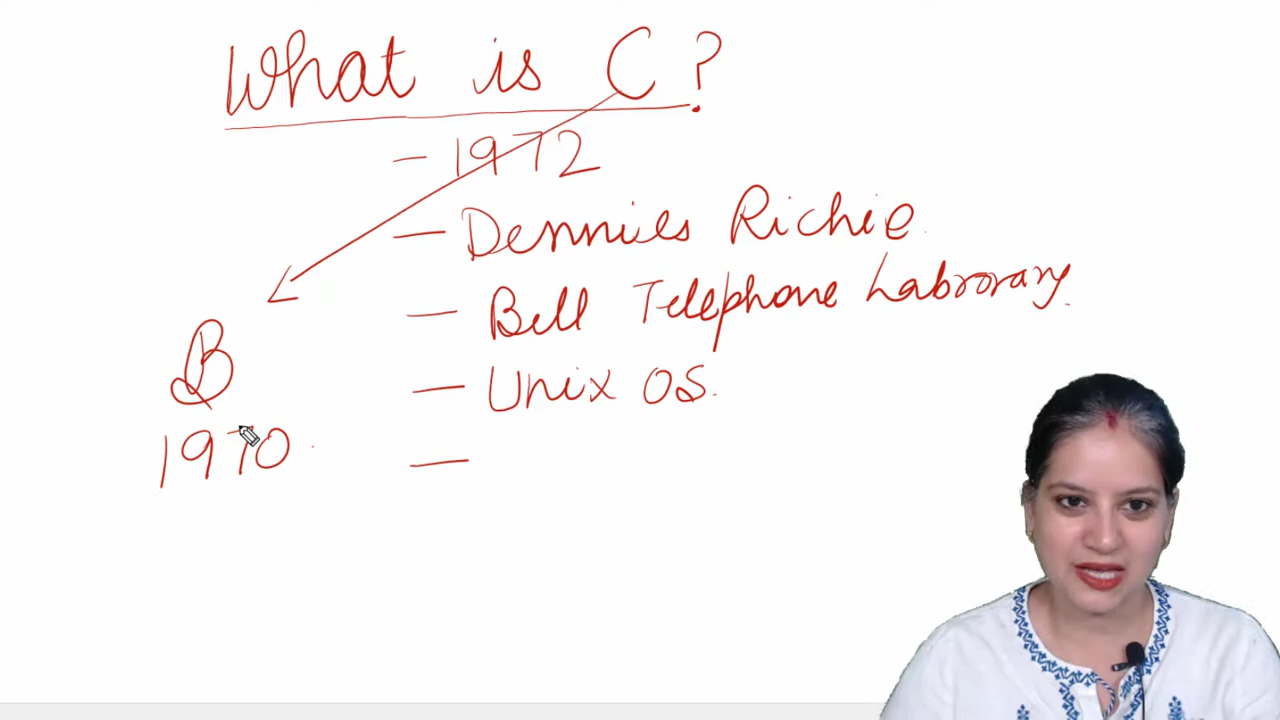 What is C?
- 1972
- Dennies Richie.
- Bell Telephone Labrorary.
- Unix OS.
B
1970
-